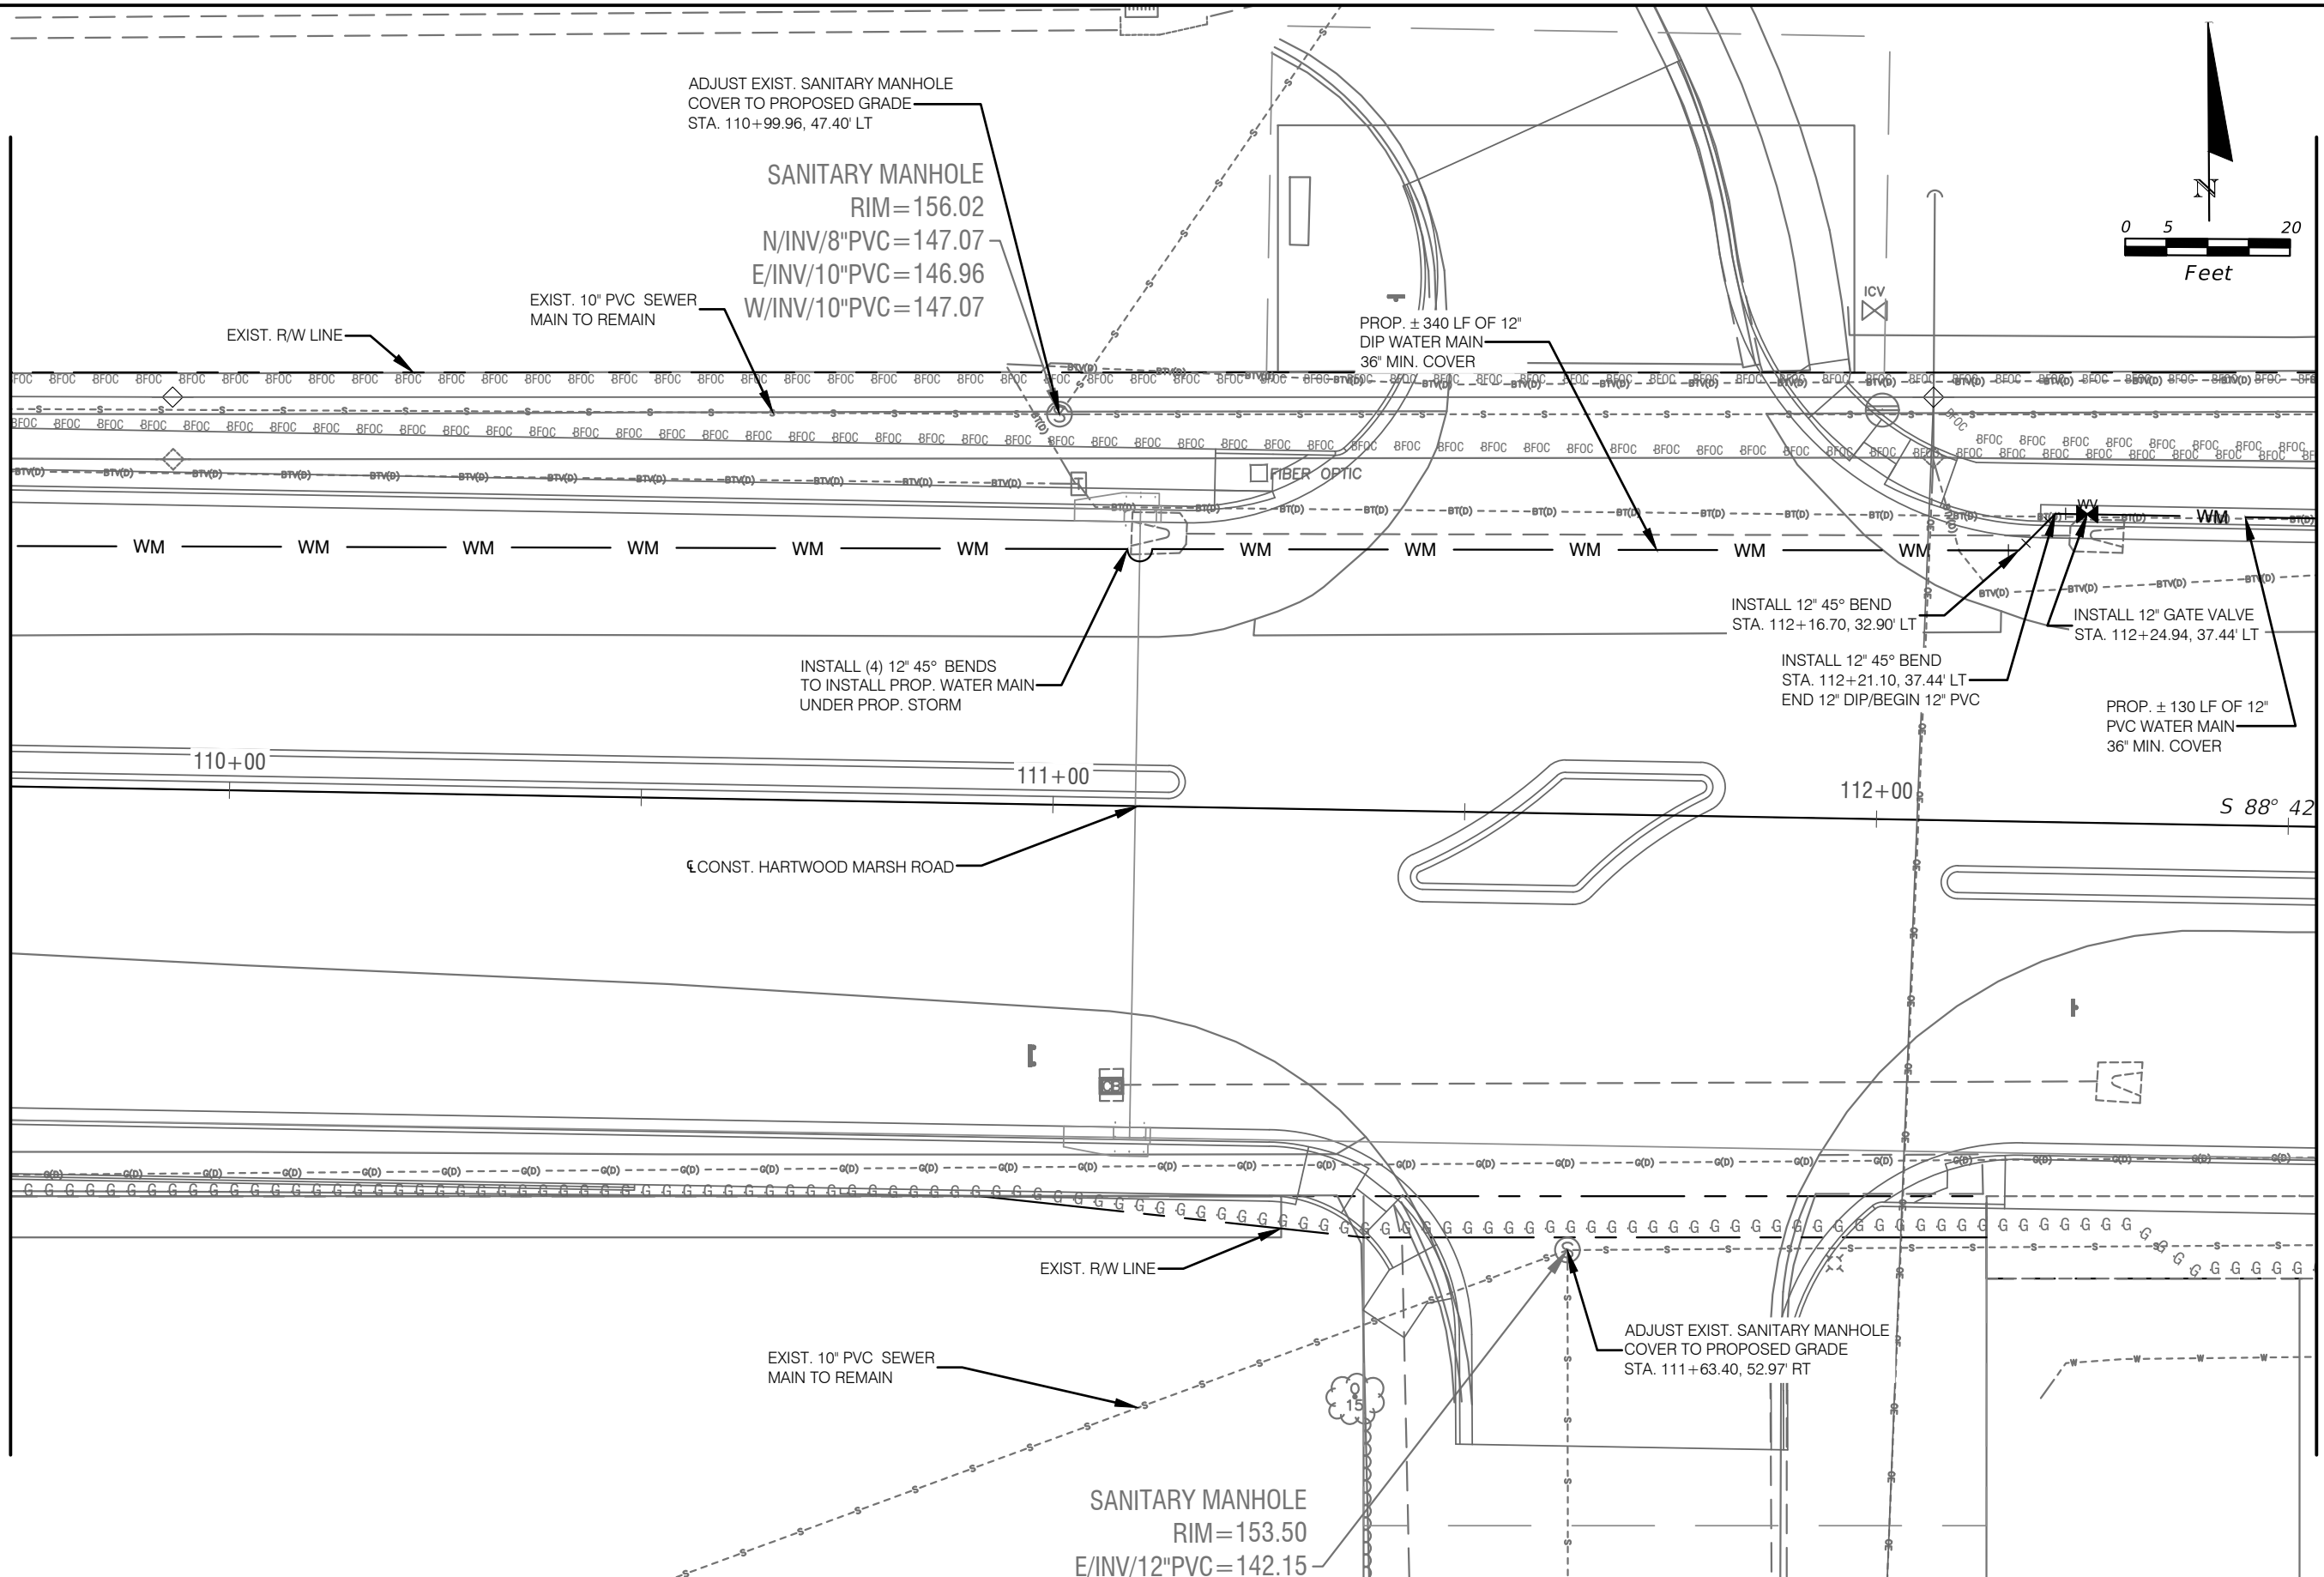 ADJUST EXIST. SANITARY MANHOLE
COVER TO PROPOSED GRADE
STA. 110+99.96, 47.40' LT
SANITARY MANHOLE
RIM=156.02
N/INV/8"PVC=147.07
E/INV/10"PVC=146.96
W/INV/10"PVC=147.07
EXIST. 10" PVC SEWER
MAIN TO REMAIN
EXIST. R/W LINE
N
0 5 20
Feet
ICV
PROP. ± 340 LF OF 12"
DIP WATER MAIN
36" MIN. COVER
FIBER OPTIC
T
WV
WM WM WM WM WM WM WM WM WM WM WM WM
INSTALL 12" 45° BEND
STA. 112+16.70, 32.90' LT
INSTALL 12" GATE VALVE
STA. 112+24.94, 37.44' LT
INSTALL (4) 12" 45° BENDS
TO INSTALL PROP. WATER MAIN
UNDER PROP. STORM
INSTALL 12" 45° BEND
STA. 112+21.10, 37.44' LT
END 12" DIP/BEGIN 12" PVC
PROP. ± 130 LF OF 12"
PVC WATER MAIN
36" MIN. COVER
110+00
111+00
112+00
S 88° 42
℄ CONST. HARTWOOD MARSH ROAD
EXIST. R/W LINE
EXIST. 10" PVC SEWER
MAIN TO REMAIN
ADJUST EXIST. SANITARY MANHOLE
COVER TO PROPOSED GRADE
STA. 111+63.40, 52.97' RT
15
SANITARY MANHOLE
RIM=153.50
E/INV/12"PVC=142.15